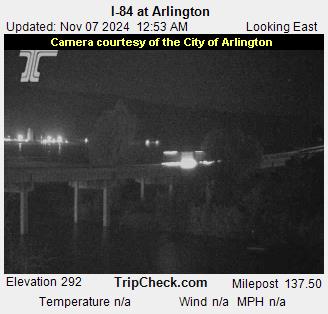 I-84 at Arlington
Updated: Nov 07 2024 12:53 AM Looking East
Camera courtesy of the City of Arlington
Elevation 292 TripCheck.com Milepost 137.50
Temperature n/a Wind n/a MPH n/a